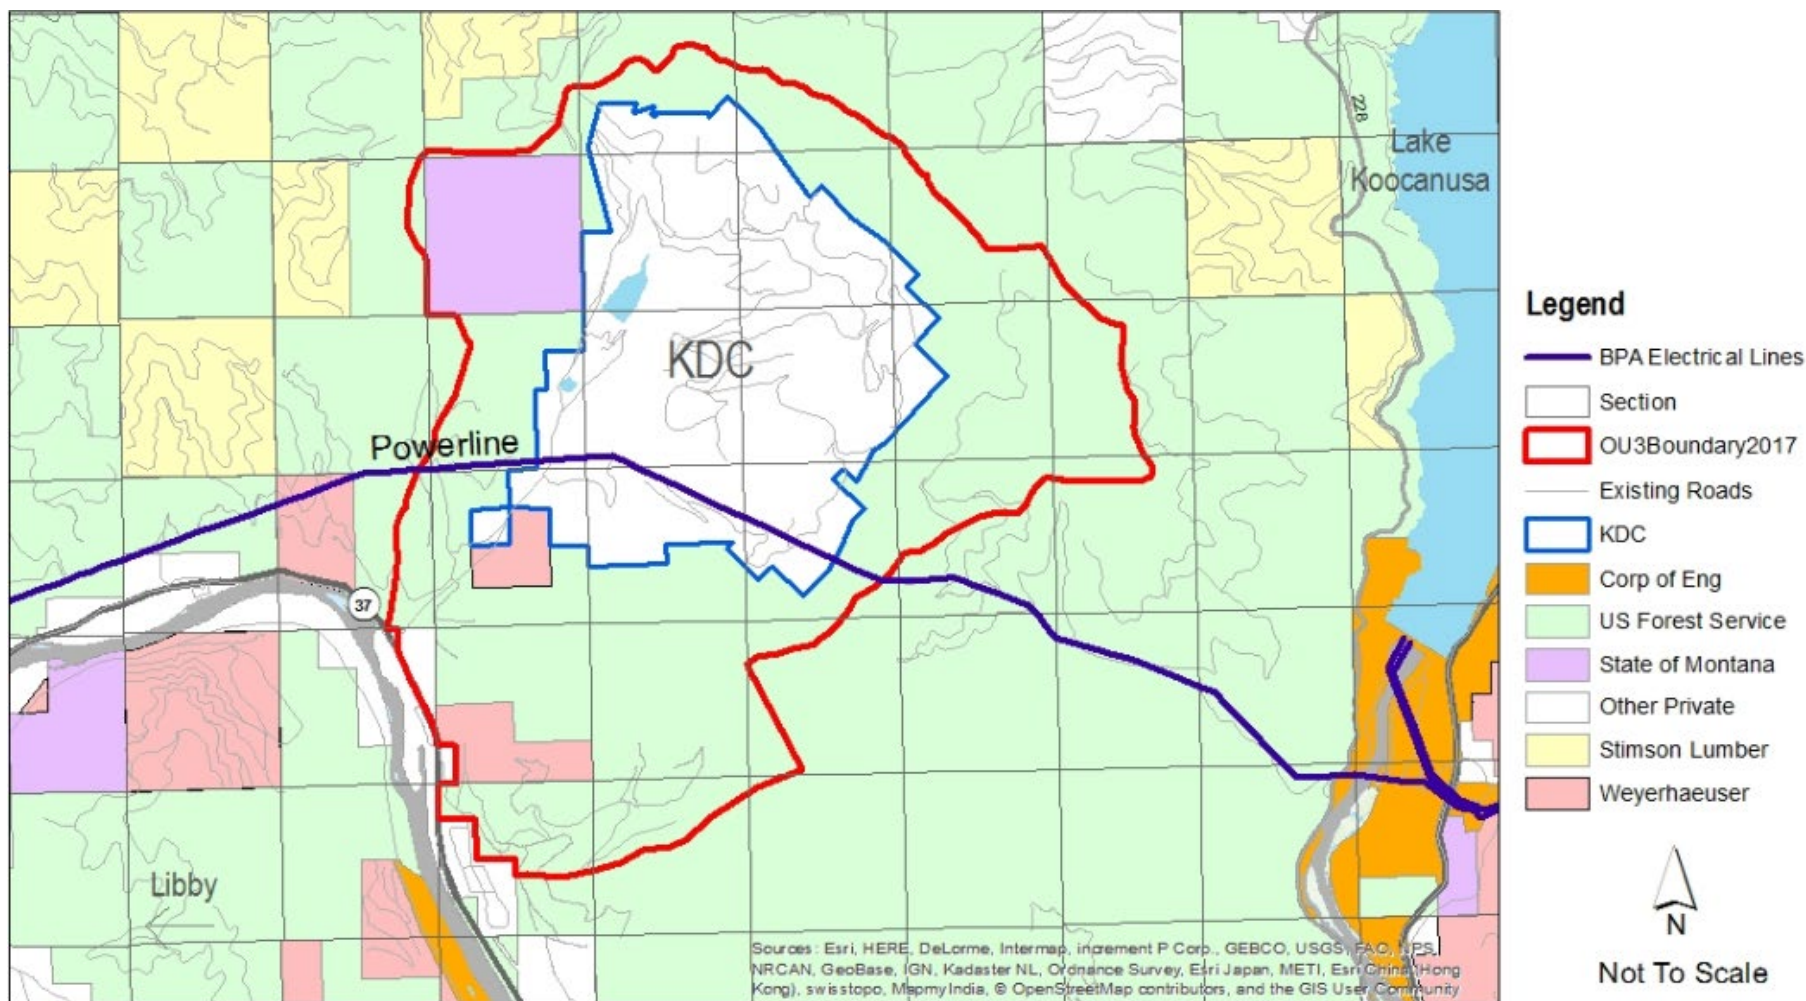 228
Lake
Koocanusa
KDC
Powerline
37
Libby
Legend
BPA Electrical Lines
Section
OU3Boundary2017
Existing Roads
KDC
Corp of Eng
US Forest Service
State of Montana
Other Private
Stimson Lumber
Weyerhaeuser
N
Not To Scale
Sources: Esri, HERE, DeLorme, Intermap, increment P Corp., GEBCO, USGS, FAO, NPS,
NRCAN, GeoBase, IGN, Kadaster NL, Ordnance Survey, Esri Japan, METI, Esri China (Hong
Kong), swisstopo, MapmyIndia, © OpenStreetMap contributors, and the GIS User Community